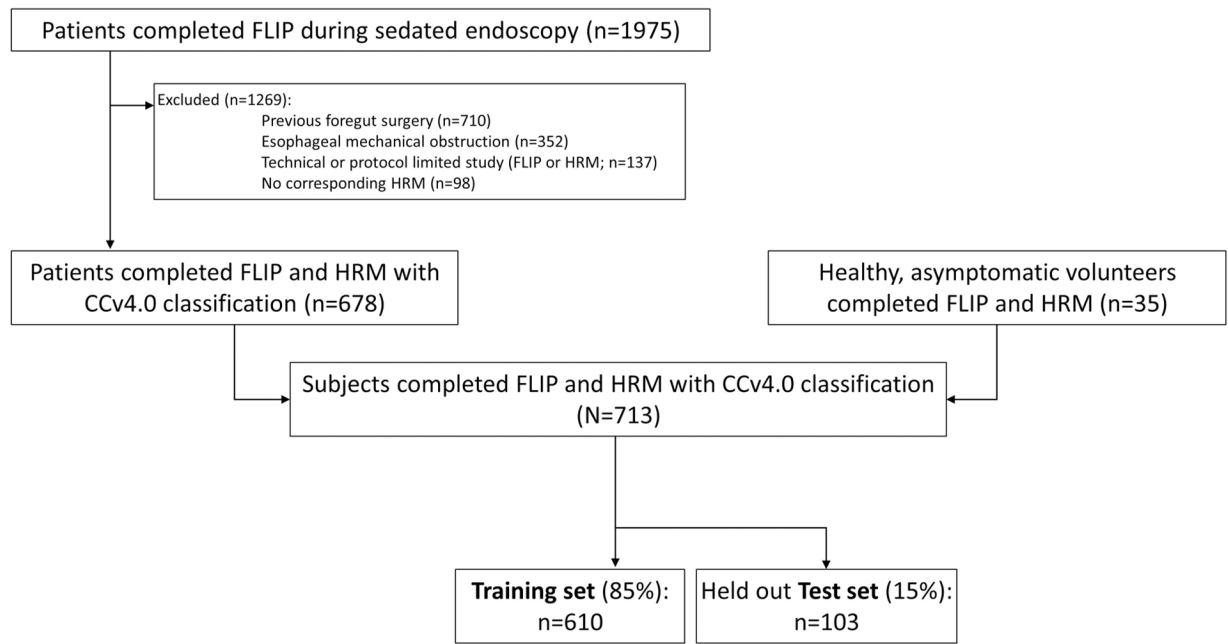 Patients completed FLIP during sedated endoscopy (n=1975)
Excluded (n=1269):
Previous foregut surgery (n=710)
Esophageal mechanical obstruction (n=352)
Technical or protocol limited study (FLIP or HRM; n=137)
No corresponding HRM (n=98)
Patients completed FLIP and HRM with
CCv4.0 classification (n=678)
Healthy, asymptomatic volunteers
completed FLIP and HRM (n=35)
Subjects completed FLIP and HRM with CCv4.0 classification
(N=713)
Training set (85%):
n=610
Held out Test set (15%):
n=103